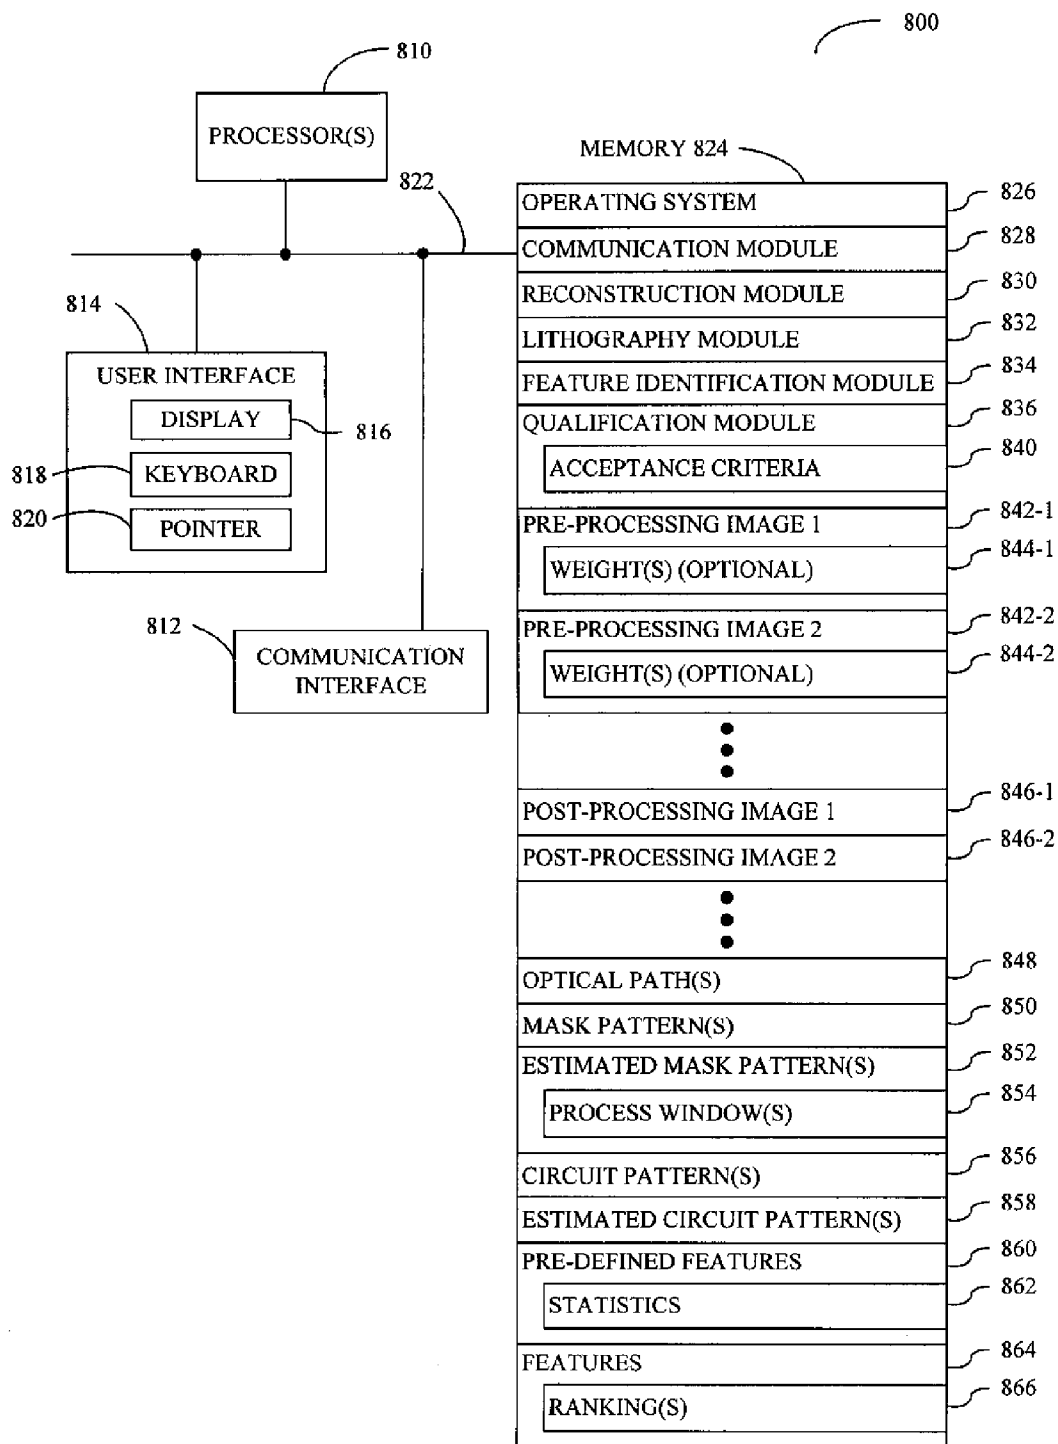 800
810
PROCESSOR(S)
MEMORY 824
822
OPERATING SYSTEM
826
COMMUNICATION MODULE
828
RECONSTRUCTION MODULE
830
LITHOGRAPHY MODULE
832
FEATURE IDENTIFICATION MODULE
834
QUALIFICATION MODULE
836
ACCEPTANCE CRITERIA
840
814
USER INTERFACE
DISPLAY
816
818
KEYBOARD
820
POINTER
812
COMMUNICATION
INTERFACE
PRE-PROCESSING IMAGE 1
842-1
WEIGHT(S) (OPTIONAL)
844-1
PRE-PROCESSING IMAGE 2
842-2
WEIGHT(S) (OPTIONAL)
844-2
POST-PROCESSING IMAGE 1
846-1
POST-PROCESSING IMAGE 2
846-2
OPTICAL PATH(S)
848
MASK PATTERN(S)
850
ESTIMATED MASK PATTERN(S)
852
PROCESS WINDOW(S)
854
CIRCUIT PATTERN(S)
856
ESTIMATED CIRCUIT PATTERN(S)
858
PRE-DEFINED FEATURES
860
STATISTICS
862
FEATURES
864
RANKING(S)
866